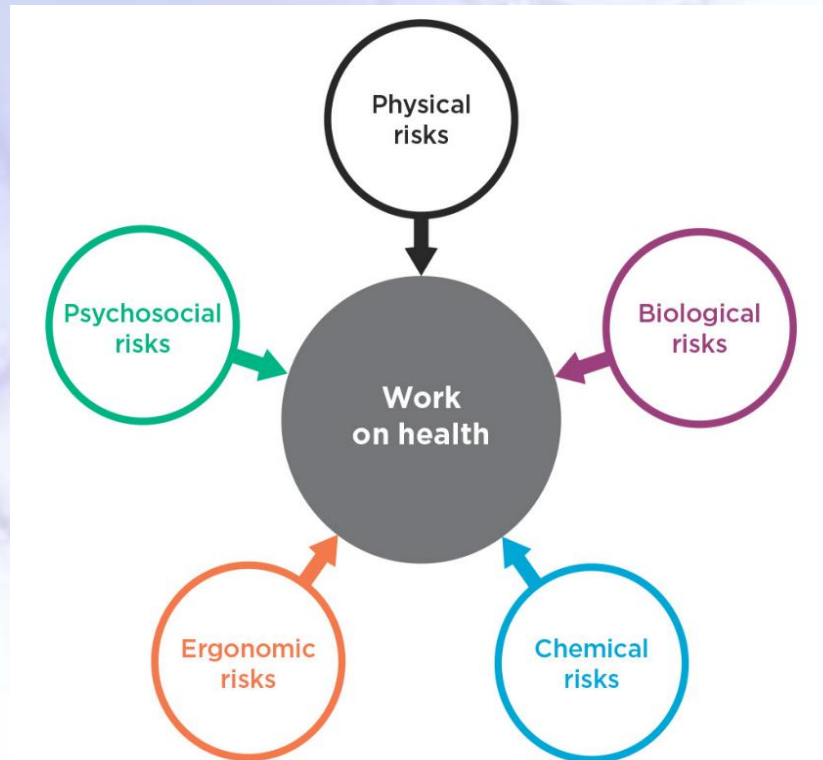 Physical
risks
Psychosocial
risks
Biological
risks
Work
on health
Ergonomic
risks
Chemical
risks